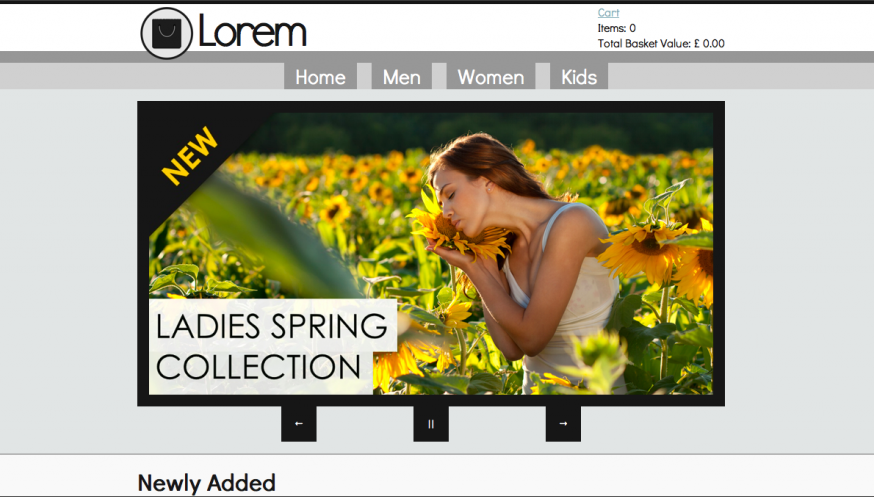 Lorem
Cart
Items: 0
Total Basket Value: £ 0.00
Home Men Women Kids
NEW
LADIES SPRING
COLLECTION
← || →
Newly Added